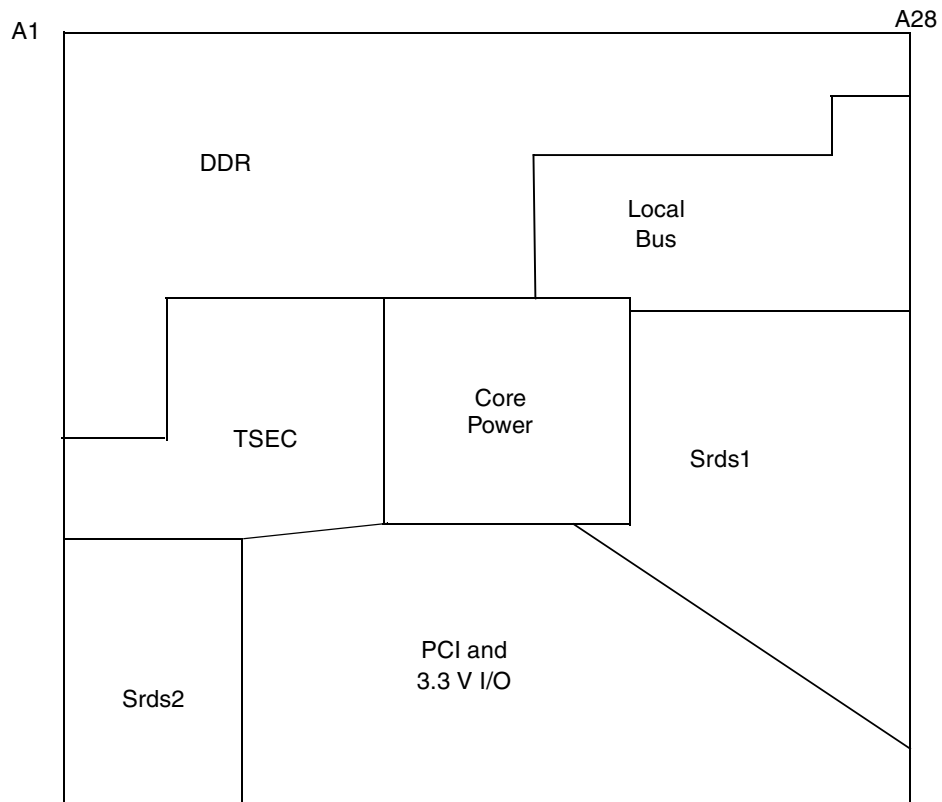 A1
A28
DDR
Local
Bus
Core
Power
TSEC
Srds1
PCI and
3.3 V I/O
Srds2